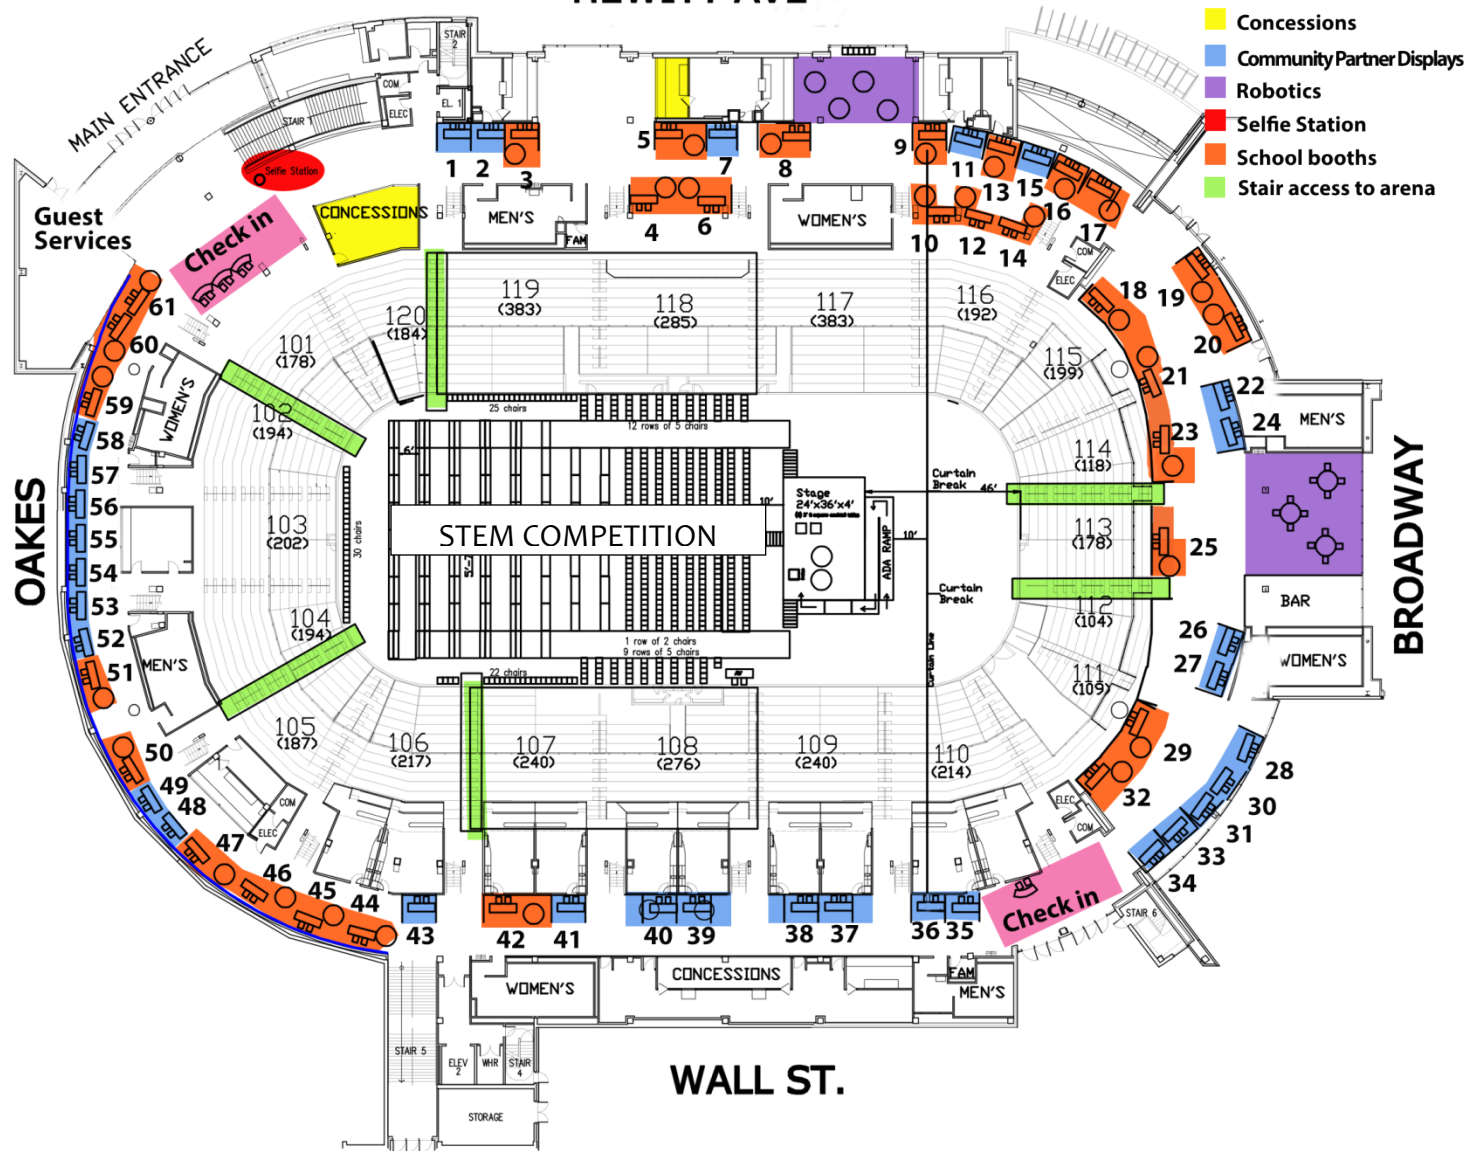 HEWITT AVE
Concessions
Community Partner Displays
Robotics
Selfie Station
School booths
Stair access to arena
MAIN ENTRANCE
STAIR 2
COM
ELEC
EL. 1
STAIR 1
Selfie Station
Guest
Services
Check in
CONCESSIONS
1
2
3
5
7
8
9
11
13
15
16
17
MEN'S
FAM
4
6
WOMEN'S
10
12
14
COM
ELEC
18
19
20
21
22
23
24
MEN'S
61
60
59
58
57
56
55
54
53
52
51
50
49
48
47
46
45
44
WOMEN'S
MEN'S
101
(178)
102
(194)
103
(202)
104
(194)
105
(187)
106
(217)
107
(240)
108
(276)
109
(240)
110
(214)
111
(109)
112
(104)
113
(178)
114
(118)
115
(199)
116
(192)
117
(383)
118
(285)
119
(383)
120
(184)
25 chairs
12 rows of 5 chairs
6'
30 chairs
STEM COMPETITION
10'
Stage
24'x36'x4'
ADA RAMP
10'
Curtain
Break
46'
Curtain
Break
Curtain Line
1 row of 2 chairs
9 rows of 5 chairs
22 chairs
OAKES
BROADWAY
25
BAR
26
27
WOMEN'S
28
29
30
31
32
33
34
ELEC
COM
COM
ELEC
Check in
STAIR 6
43
42
41
40
39
38
37
36
35
WOMEN'S
CONCESSIONS
FAM
MEN'S
STAIR 5
ELEV 2
WHR
STAIR 4
STORAGE
WALL ST.